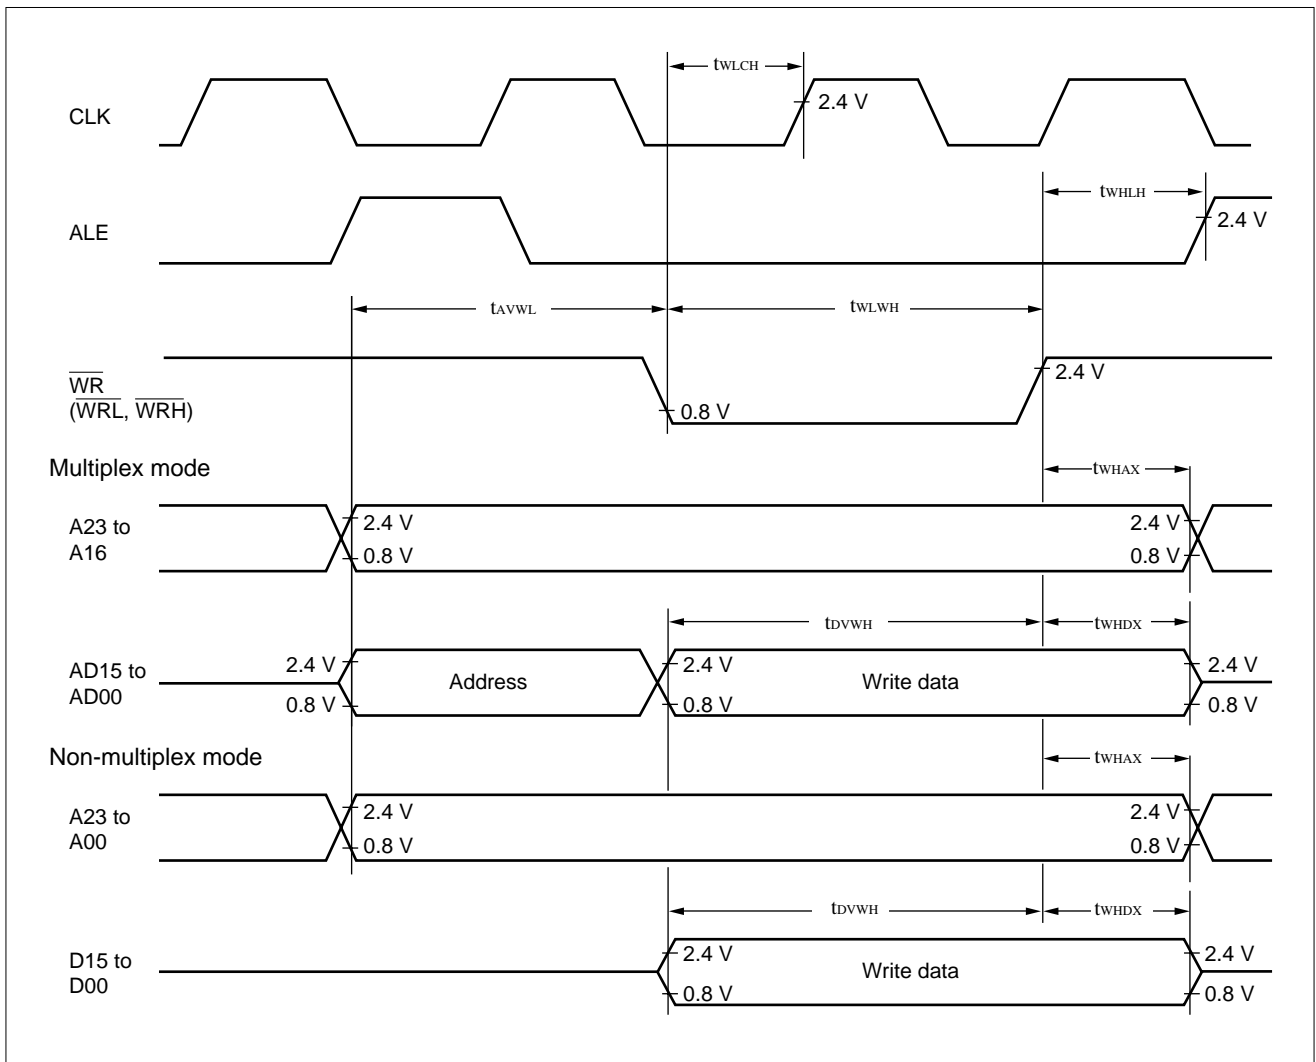 tWLCH
CLK
2.4 V
tWHLH
ALE
2.4 V
tAVWL
tWLWH
WR
(WRL, WRH)
2.4 V
0.8 V
Multiplex mode
tWHAX
A23 to
A16
2.4 V
0.8 V
2.4 V
0.8 V
tDVWH
tWHDX
AD15 to
AD00
2.4 V
0.8 V
Address
2.4 V
0.8 V
Write data
2.4 V
0.8 V
Non-multiplex mode
tWHAX
A23 to
A00
2.4 V
0.8 V
2.4 V
0.8 V
tDVWH
tWHDX
D15 to
D00
2.4 V
0.8 V
Write data
2.4 V
0.8 V